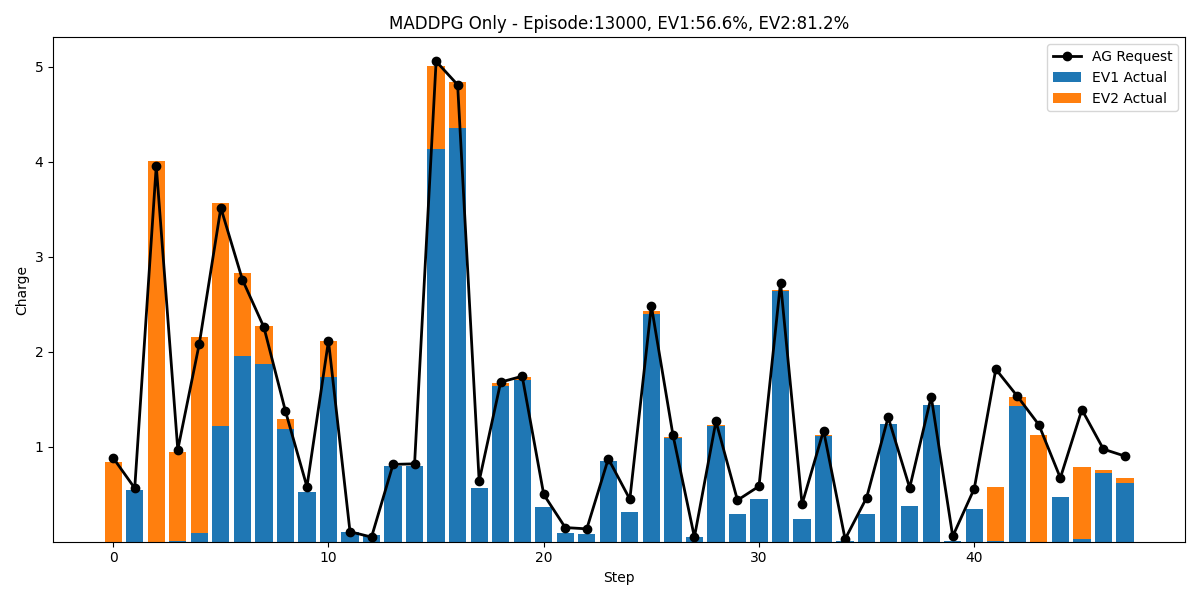 MADDPG Only - Episode:13000, EV1:56.6%, EV2:81.2%
AG Request
EV1 Actual
EV2 Actual
Charge
5
4
3
2
1
0 10 20 30 40
Step